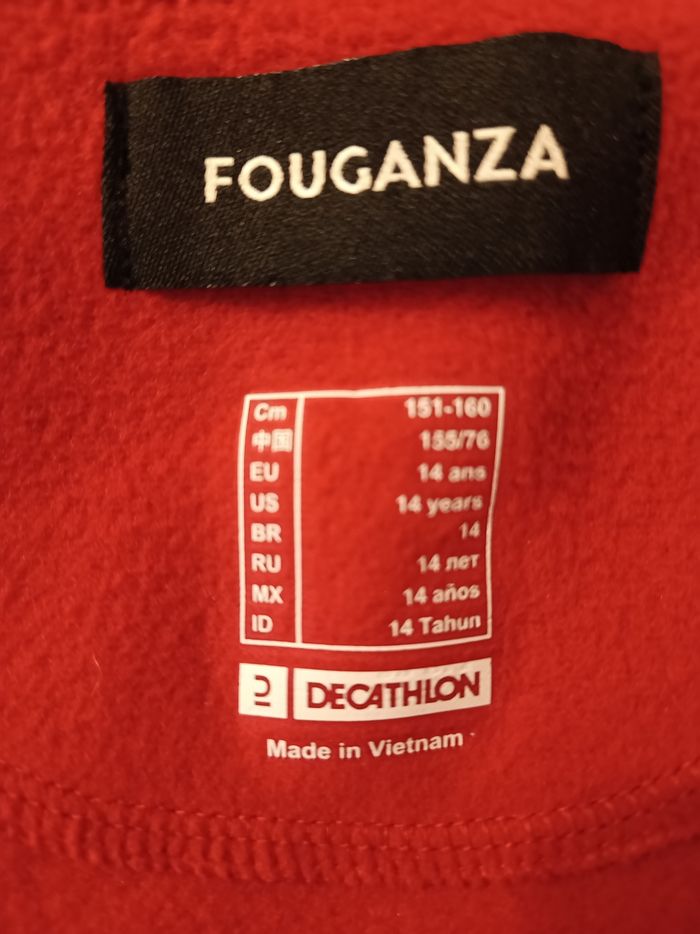 FOUGANZA
Cm 151-160
中国 155/76
EU 14 ans
US 14 years
BR 14
RU 14 лет
MX 14 años
ID 14 Tahun
DECATHLON
Made in Vietnam